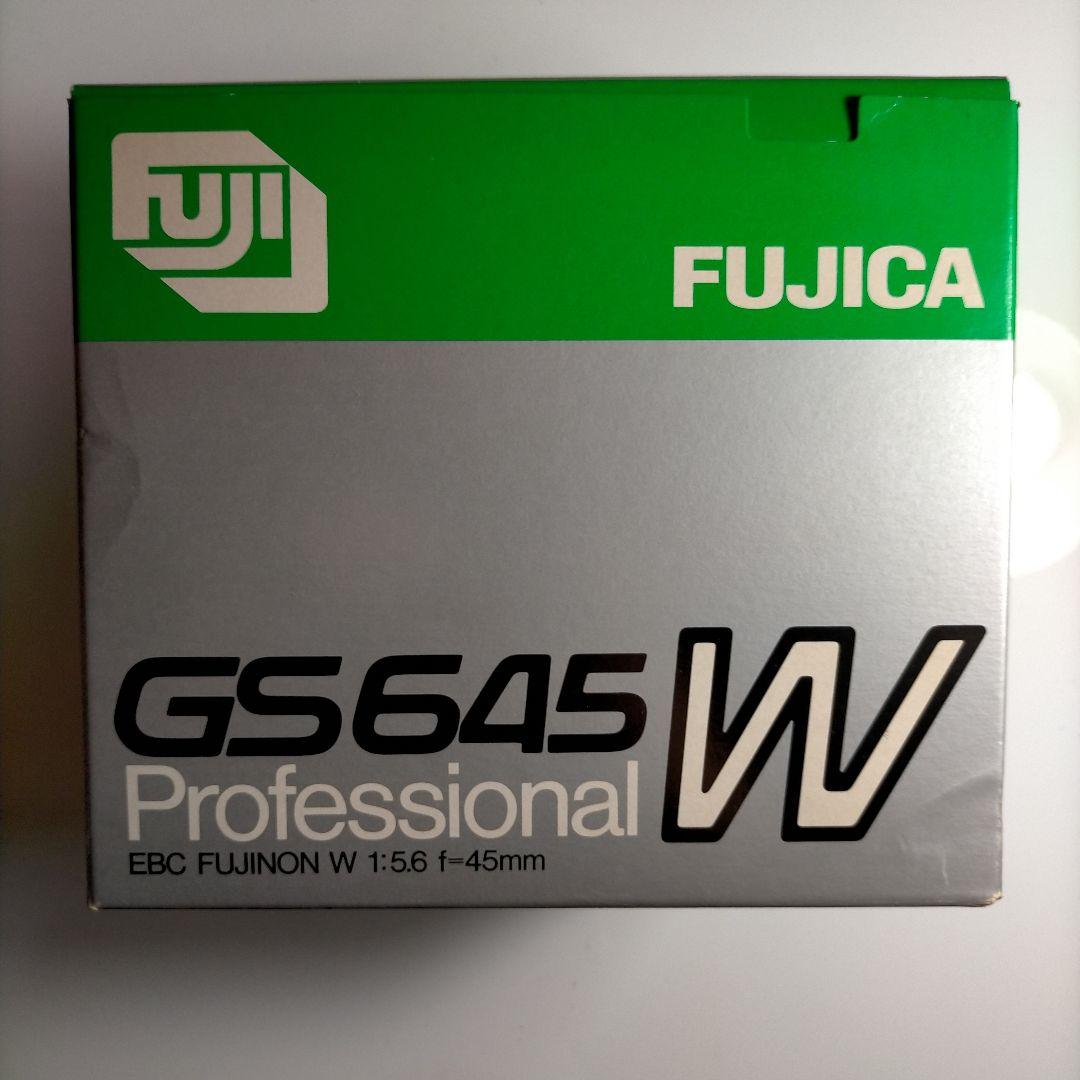 FUJI
FUJICA
GS645 W
Professional
EBC FUJINON W 1:5.6 f=45mm